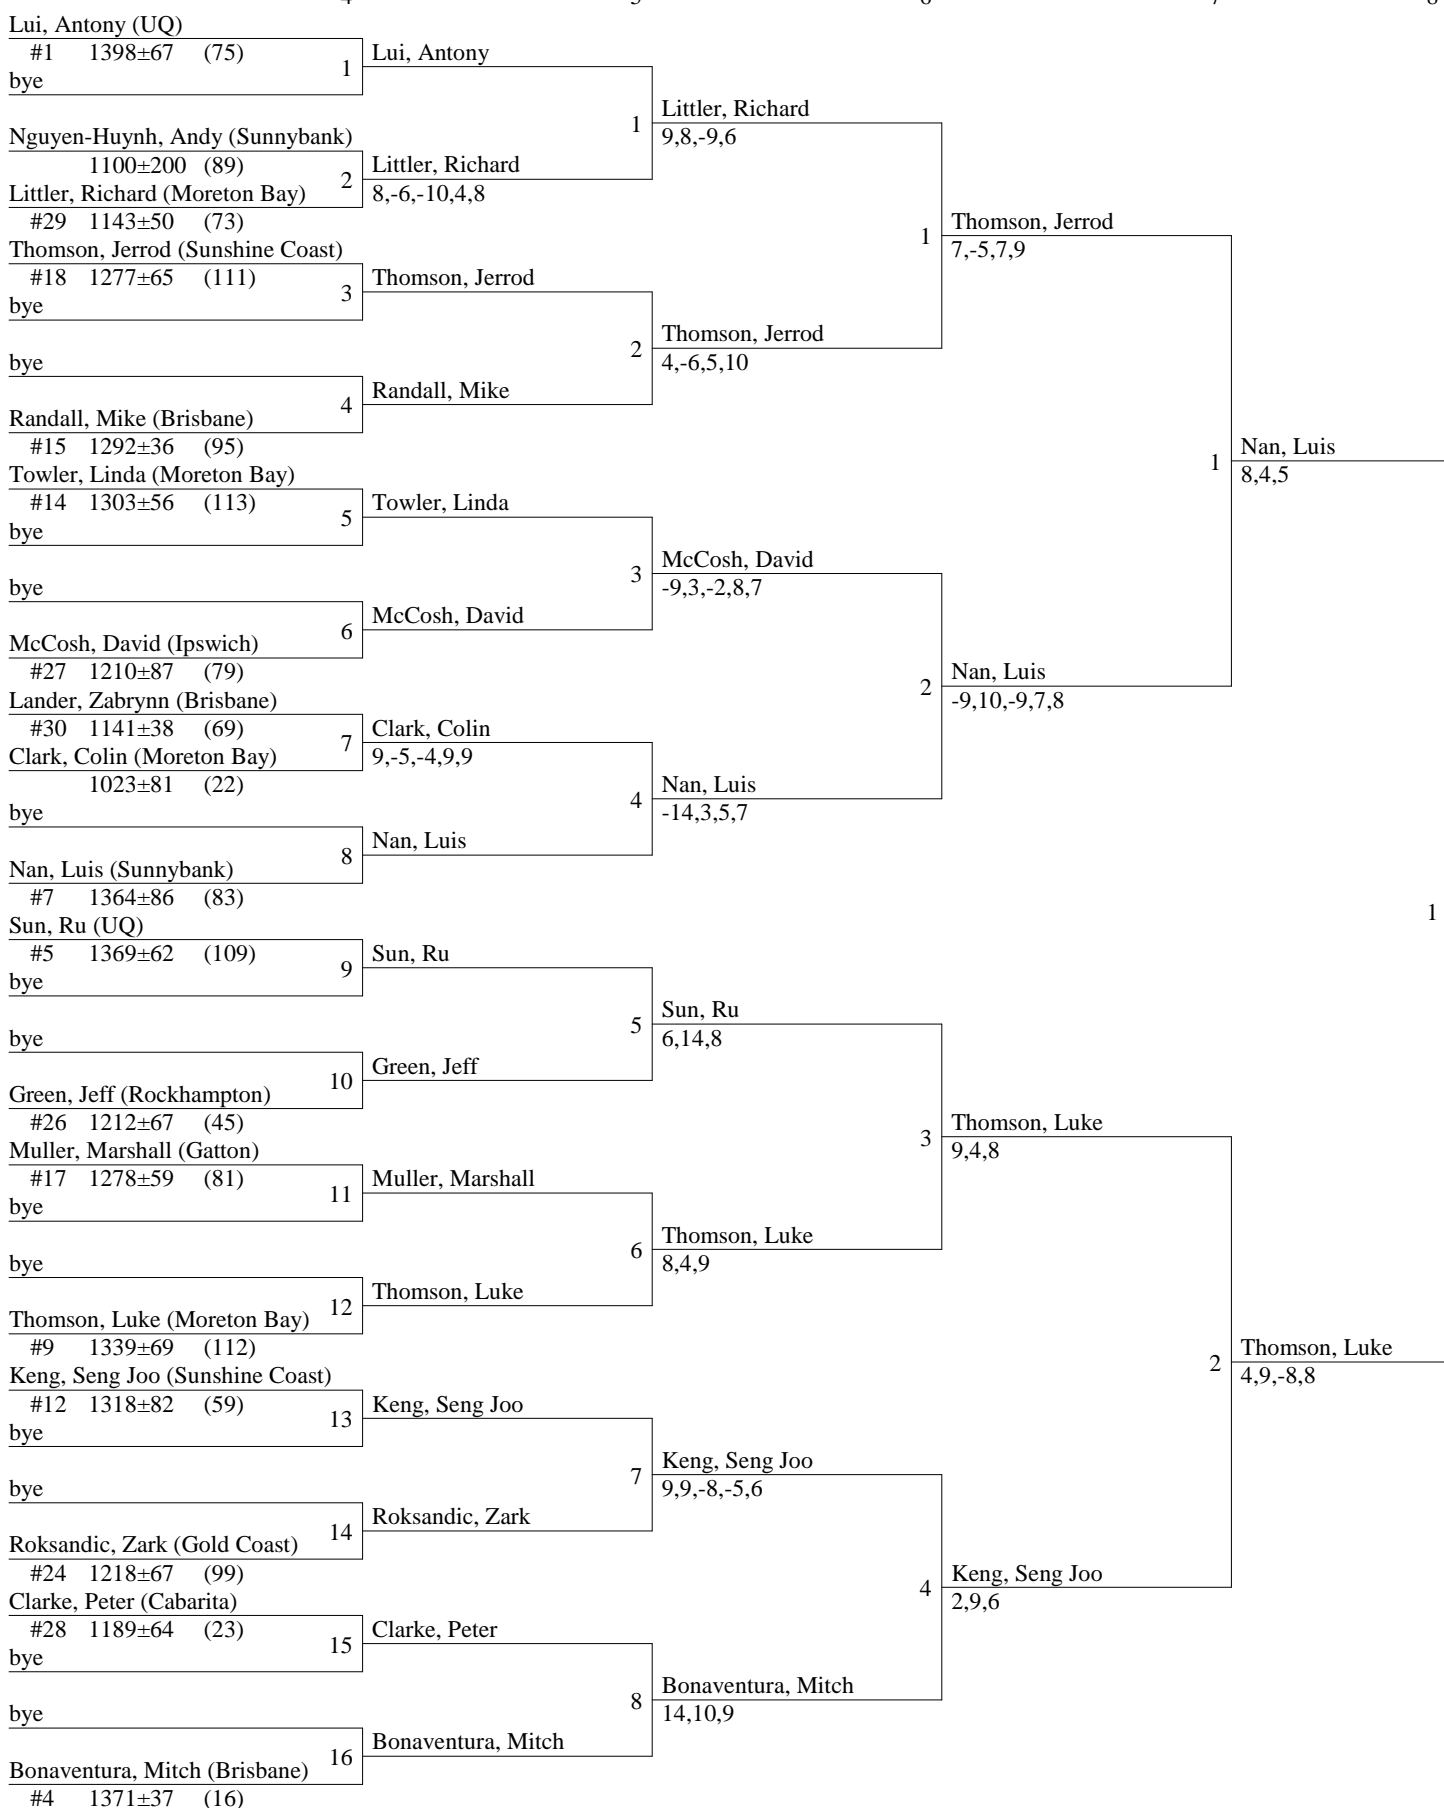 4 5 6 7 8
Lui, Antony (UQ)
#1 1398±67 (75)
bye
1
Lui, Antony
Nguyen-Huynh, Andy (Sunnybank)
1100±200 (89)
Littler, Richard (Moreton Bay)
#29 1143±50 (73)
2
Littler, Richard
8,-6,-10,4,8
1
Littler, Richard
9,8,-9,6
Thomson, Jerrod (Sunshine Coast)
#18 1277±65 (111)
bye
3
Thomson, Jerrod
bye
Randall, Mike (Brisbane)
#15 1292±36 (95)
4
Randall, Mike
2
Thomson, Jerrod
4,-6,5,10
1
Thomson, Jerrod
7,-5,7,9
Towler, Linda (Moreton Bay)
#14 1303±56 (113)
bye
5
Towler, Linda
bye
McCosh, David (Ipswich)
#27 1210±87 (79)
6
McCosh, David
3
McCosh, David
-9,3,-2,8,7
Lander, Zabrynn (Brisbane)
#30 1141±38 (69)
Clark, Colin (Moreton Bay)
1023±81 (22)
7
Clark, Colin
9,-5,-4,9,9
bye
Nan, Luis (Sunnybank)
#7 1364±86 (83)
8
Nan, Luis
4
Nan, Luis
-14,3,5,7
2
Nan, Luis
-9,10,-9,7,8
1
Nan, Luis
8,4,5
1
Sun, Ru (UQ)
#5 1369±62 (109)
bye
9
Sun, Ru
bye
Green, Jeff (Rockhampton)
#26 1212±67 (45)
10
Green, Jeff
5
Sun, Ru
6,14,8
Muller, Marshall (Gatton)
#17 1278±59 (81)
bye
11
Muller, Marshall
bye
Thomson, Luke (Moreton Bay)
#9 1339±69 (112)
12
Thomson, Luke
6
Thomson, Luke
8,4,9
3
Thomson, Luke
9,4,8
Keng, Seng Joo (Sunshine Coast)
#12 1318±82 (59)
bye
13
Keng, Seng Joo
bye
Roksandic, Zark (Gold Coast)
#24 1218±67 (99)
14
Roksandic, Zark
7
Keng, Seng Joo
9,9,-8,-5,6
Clarke, Peter (Cabarita)
#28 1189±64 (23)
bye
15
Clarke, Peter
bye
Bonaventura, Mitch (Brisbane)
#4 1371±37 (16)
16
Bonaventura, Mitch
8
Bonaventura, Mitch
14,10,9
4
Keng, Seng Joo
2,9,6
2
Thomson, Luke
4,9,-8,8